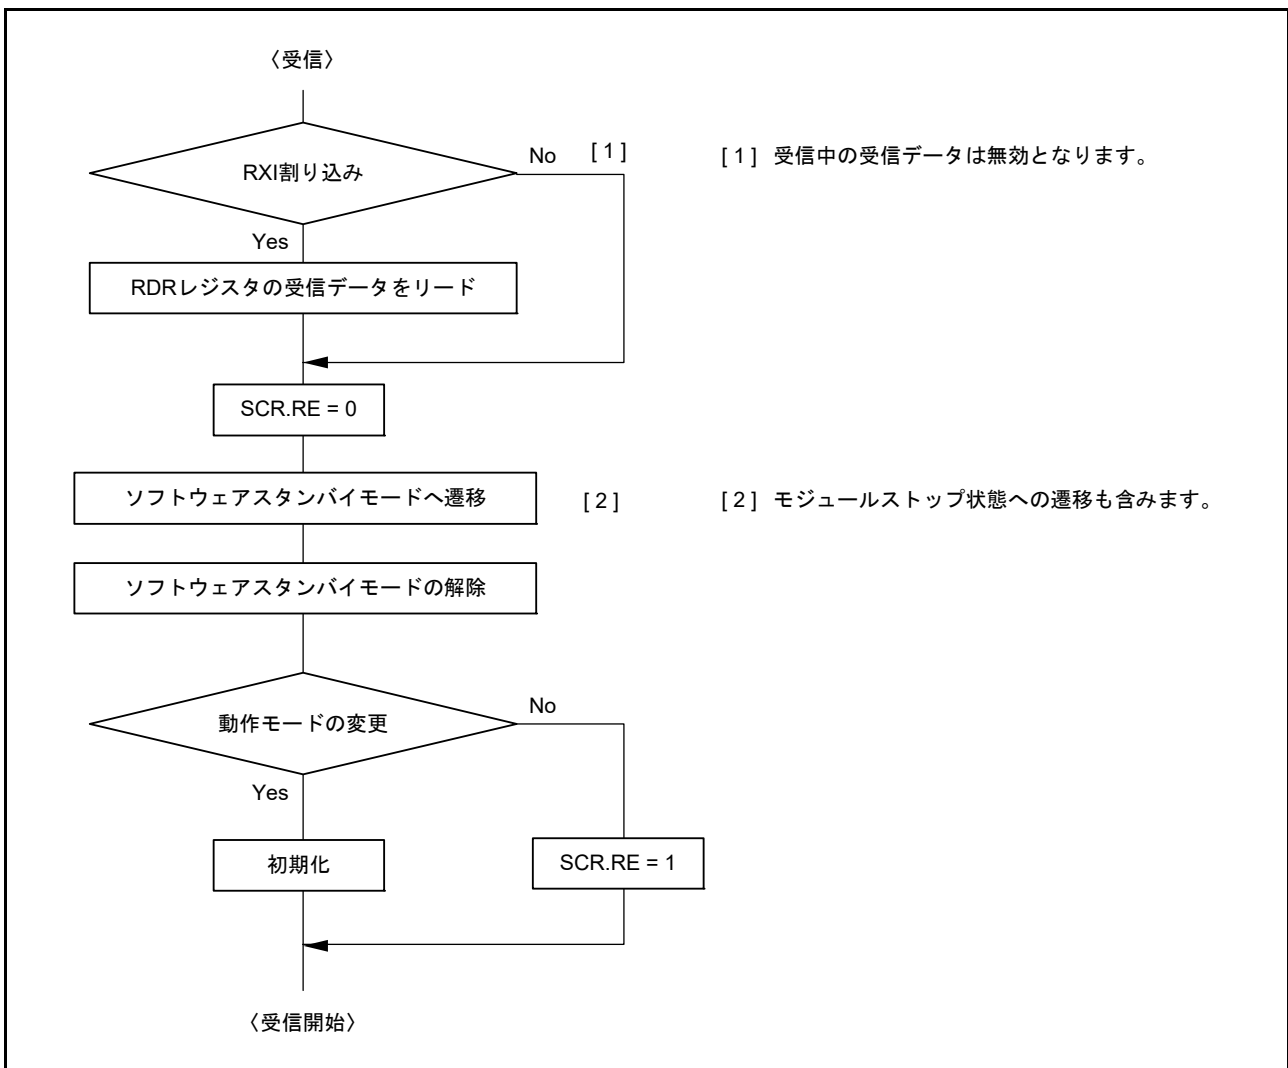 〈受信〉
RXI割り込み
No
[1]
[1] 受信中の受信データは無効となります。
Yes
RDRレジスタの受信データをリード
SCR.RE = 0
ソフトウェアスタンバイモードへ遷移
[2]
[2] モジュールストップ状態への遷移も含みます。
ソフトウェアスタンバイモードの解除
動作モードの変更
No
Yes
初期化
SCR.RE = 1
〈受信開始〉